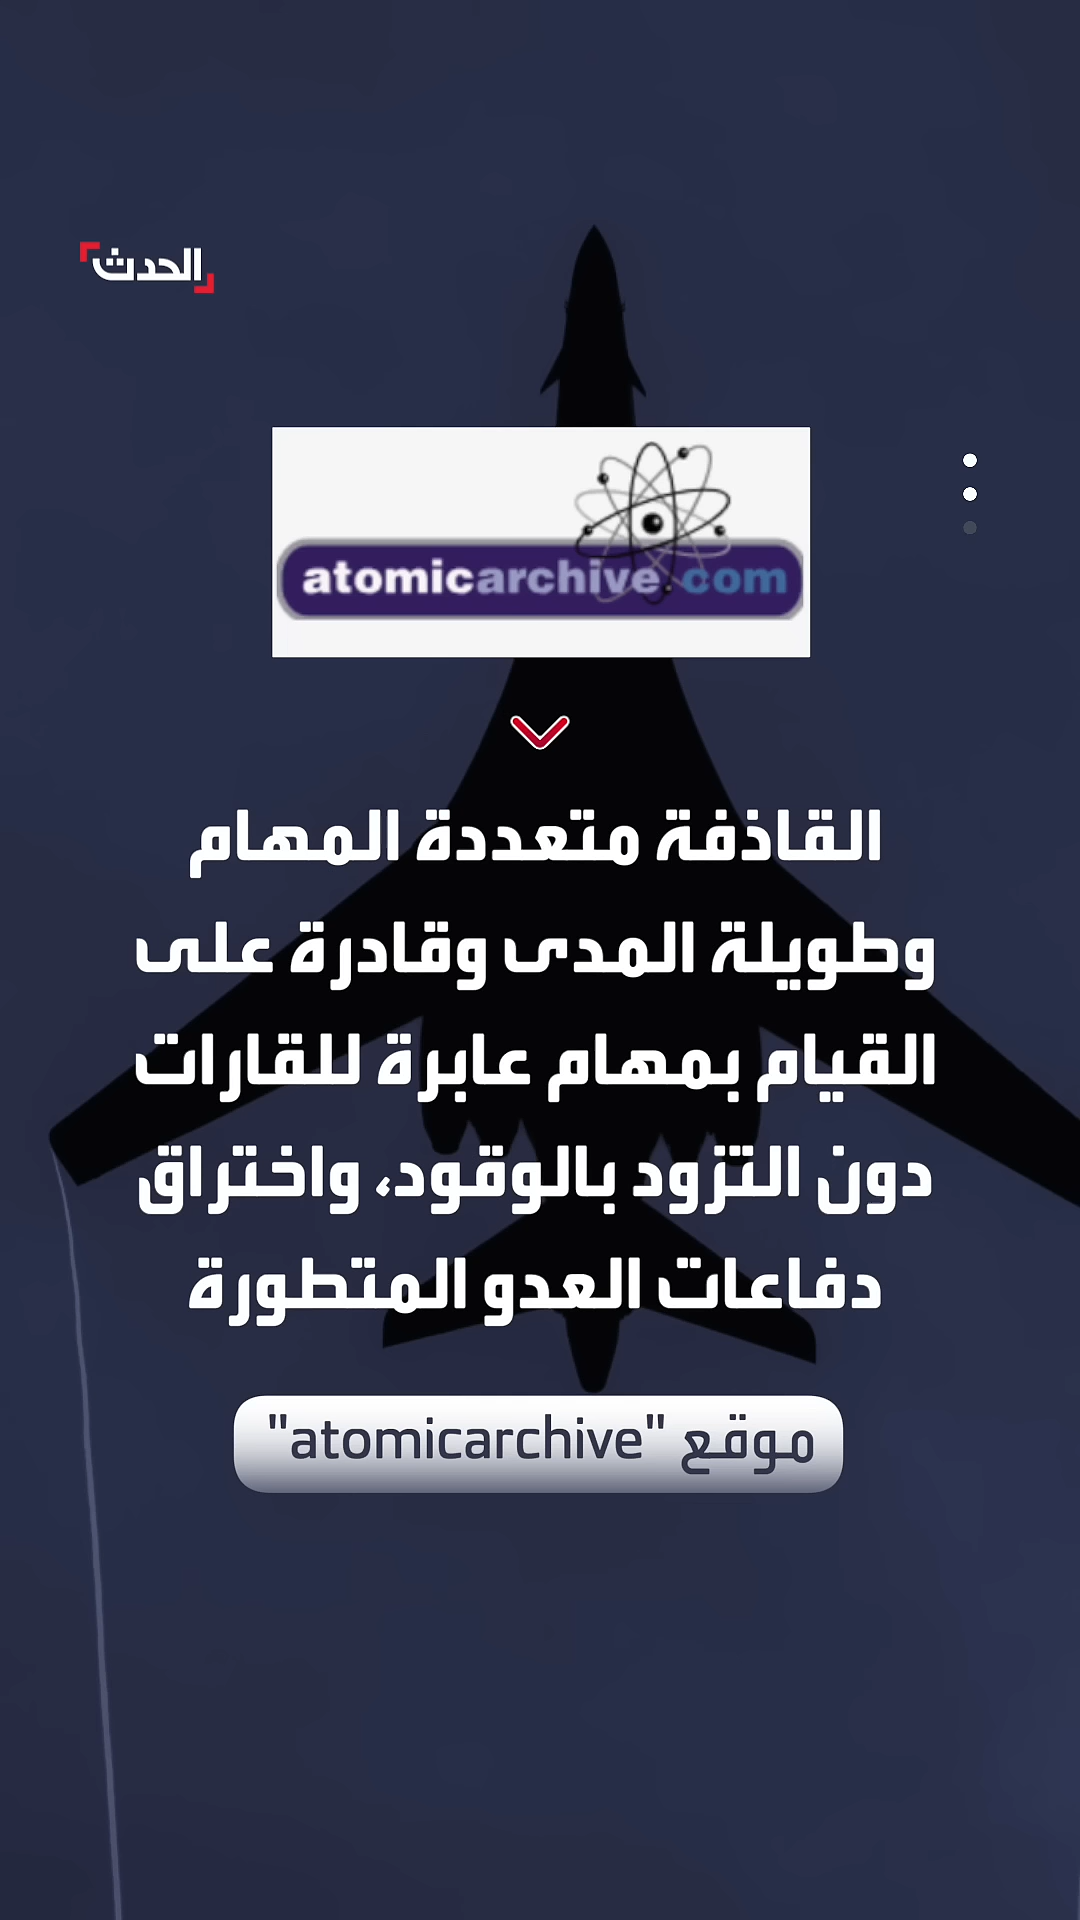 الحدث
atomicarchive.com
القاذفة متعددة المهام
وطويلة المدى وقادرة على
القيام بمهام عابرة للقارات
دون التزود بالوقود، واختراق
دفاعات العدو المتطورة
موقع "atomicarchive"